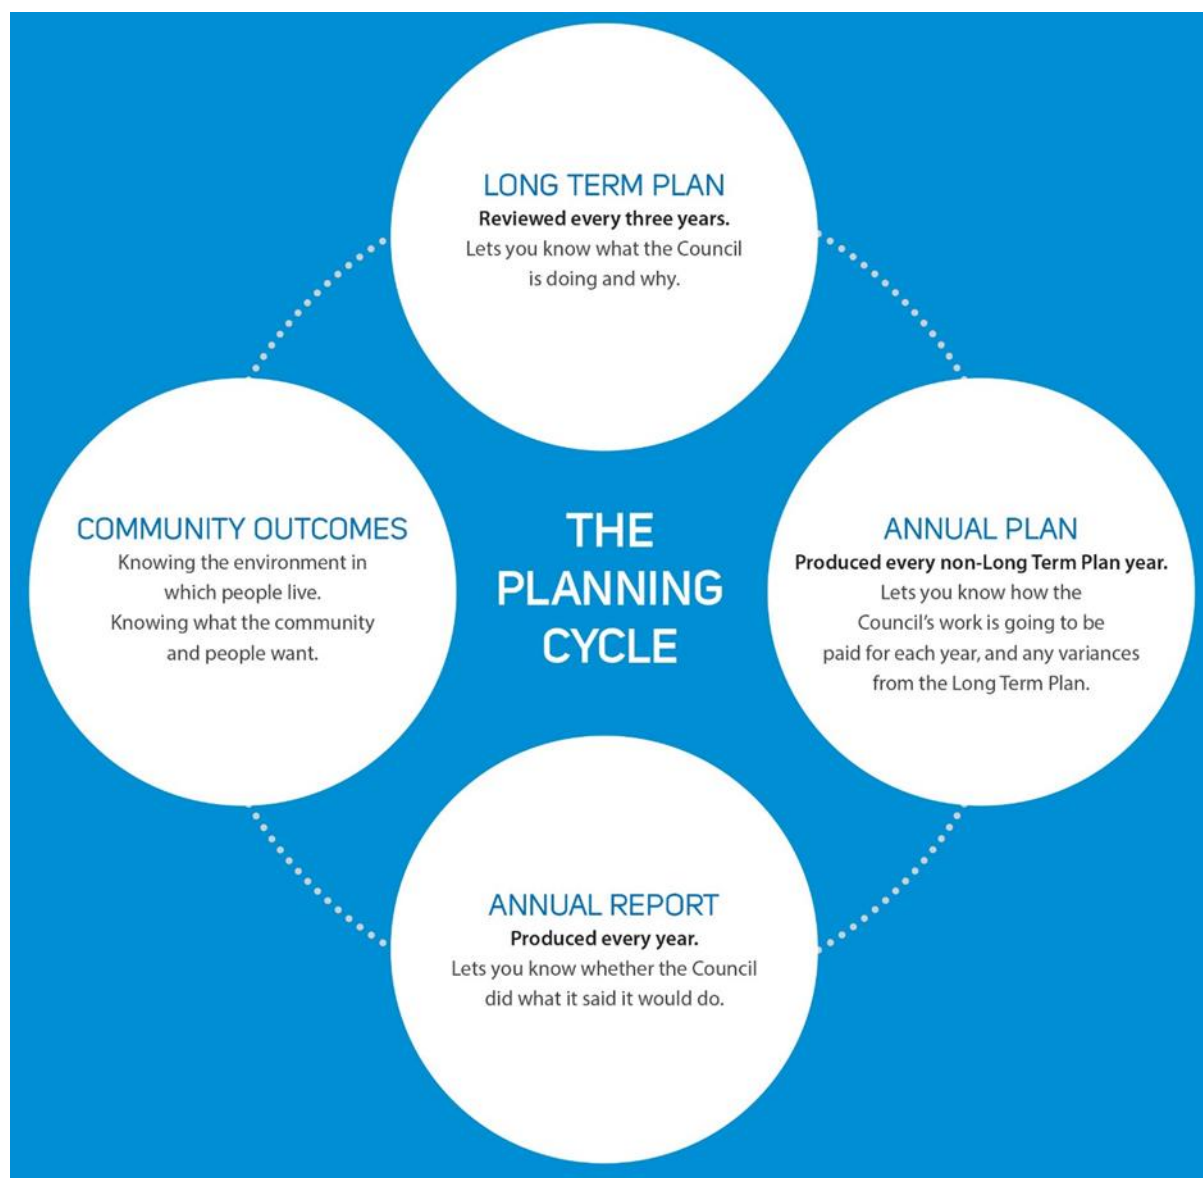 LONG TERM PLAN
Reviewed every three years.
Lets you know what the Council
is doing and why.
COMMUNITY OUTCOMES
Knowing the environment in
which people live.
Knowing what the community
and people want.
THE
PLANNING
CYCLE
ANNUAL PLAN
Produced every non-Long Term Plan year.
Lets you know how the
Council's work is going to be
paid for each year, and any variances
from the Long Term Plan.
ANNUAL REPORT
Produced every year.
Lets you know whether the Council
did what it said it would do.